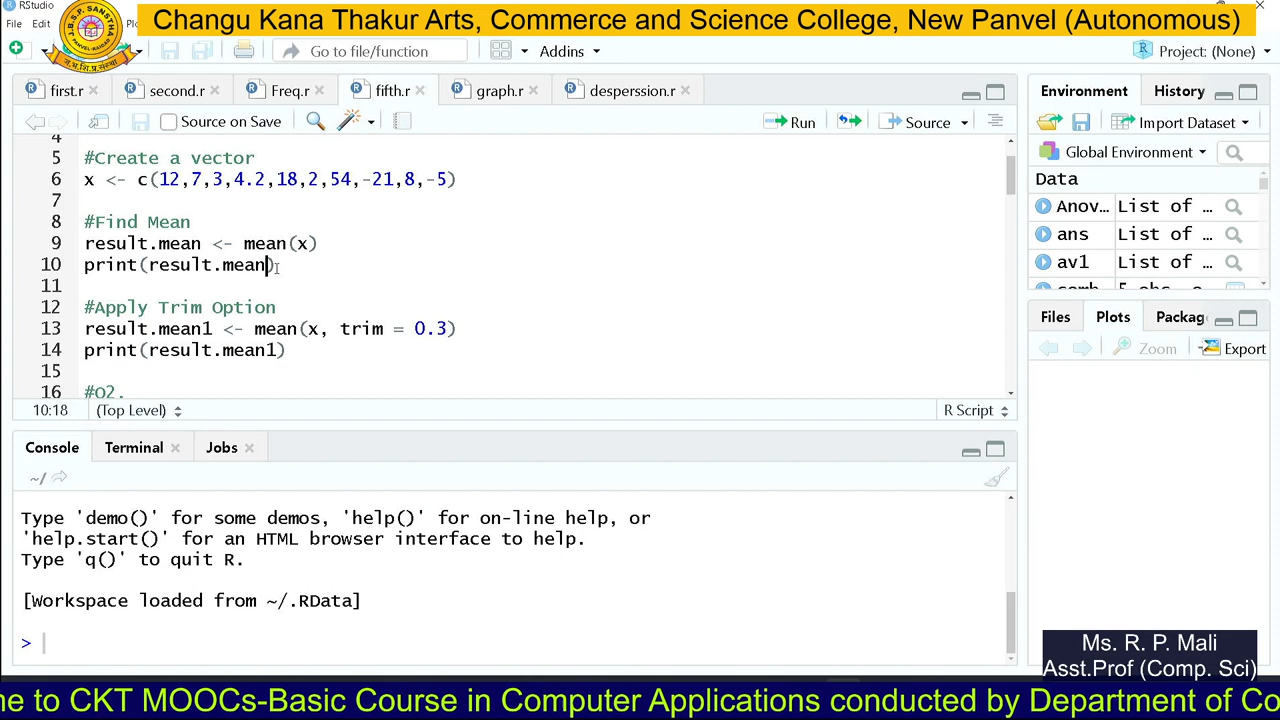 RStudio
Changu Kana Thakur Arts, Commerce and Science College, New Panvel (Autonomous)
File Edit
Go to file/function
Addins
Project: (None)
first.r
second.r
Freq.r
fifth.r
graph.r
desperssion.r
Environment
History
Source on Save
Run
Source
Import Dataset
Global Environment
Data
Anov... List of ...
ans List of ...
av1 List of ...
4
5 #Create a vector
6 x <- c(12,7,3,4.2,18,2,54,-21,8,-5)
7
8 #Find Mean
9 result.mean <- mean(x)
10 print(result.mean)
11
12 #Apply Trim Option
13 result.mean1 <- mean(x, trim = 0.3)
14 print(result.mean1)
15
16 #Q2.
10:18 (Top Level) R Script
Files
Plots
Zoom
Export
Console
Terminal
Jobs
~/
Type 'demo()' for some demos, 'help()' for on-line help, or
'help.start()' for an HTML browser interface to help.
Type 'q()' to quit R.
[Workspace loaded from ~/.RData]
>
Ms. R. P. Mali
Asst.Prof (Comp. Sci)
to CKT MOOCs-Basic Course in Computer Applications conducted by Department of